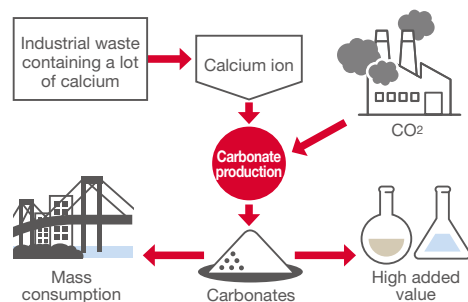 Industrial waste
containing a lot
of calcium
Calcium ion
CO2
Carbonate
production
Mass
consumption
Carbonates
High added
value